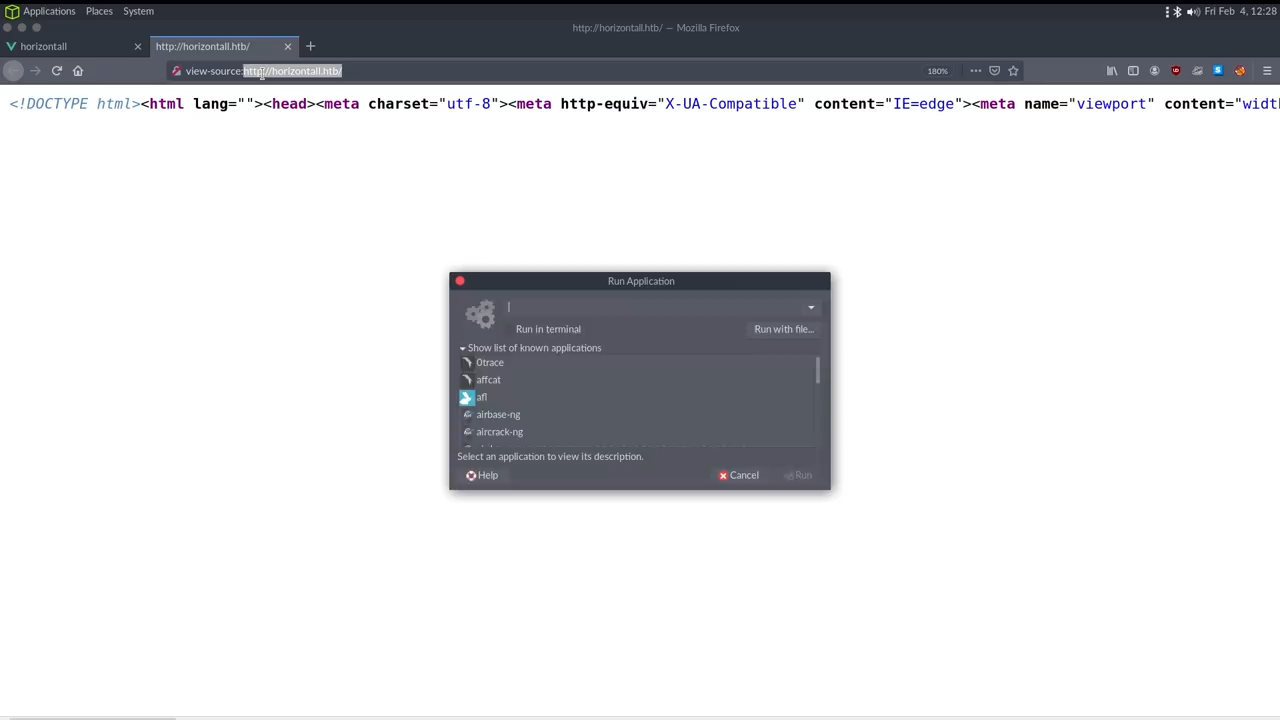 Applications Places System
Fri Feb 4, 12:28
http://horizontall.htb/ — Mozilla Firefox
horizontall
http://horizontall.htb/
view-source:http://horizontall.htb/
180%
<!DOCTYPE html><html lang=""><head><meta charset="utf-8"><meta http-equiv="X-UA-Compatible" content="IE=edge"><meta name="viewport" content="widt
Run Application
Run in terminal
Run with file...
Show list of known applications
0trace
affcat
afl
airbase-ng
aircrack-ng
Select an application to view its description.
Help
Cancel
Run